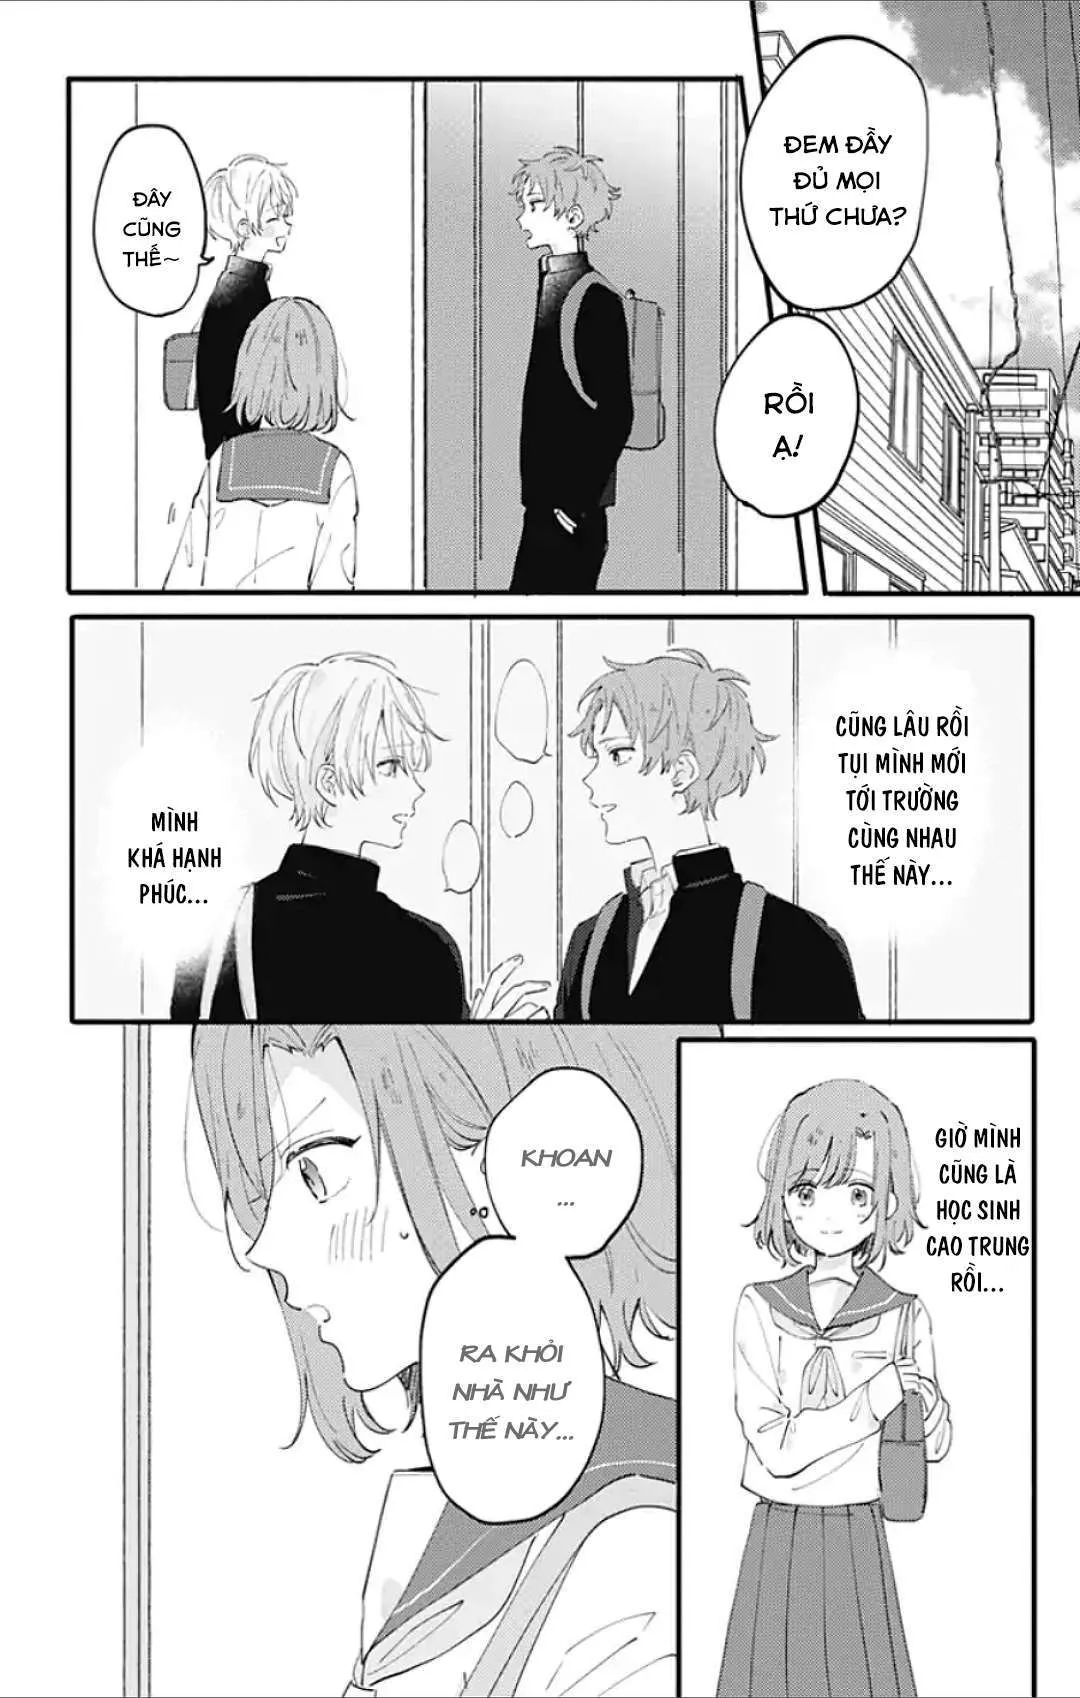 ĐEM ĐẦY
ĐỦ MỌI
THỨ CHƯA?
RỒI
Ạ!
ĐÂY
CŨNG
THẾ~
CŨNG LÂU RỒI
TỤI MÌNH MỚI
TỚI TRƯỜNG
CÙNG NHAU
THẾ NÀY...
MÌNH
KHÁ HẠNH
PHÚC...
GIỜ MÌNH
CŨNG LÀ
HỌC SINH
CAO TRUNG
RỒI...
KHOAN
...
RA KHỎI
NHÀ NHƯ
THẾ NÀY...